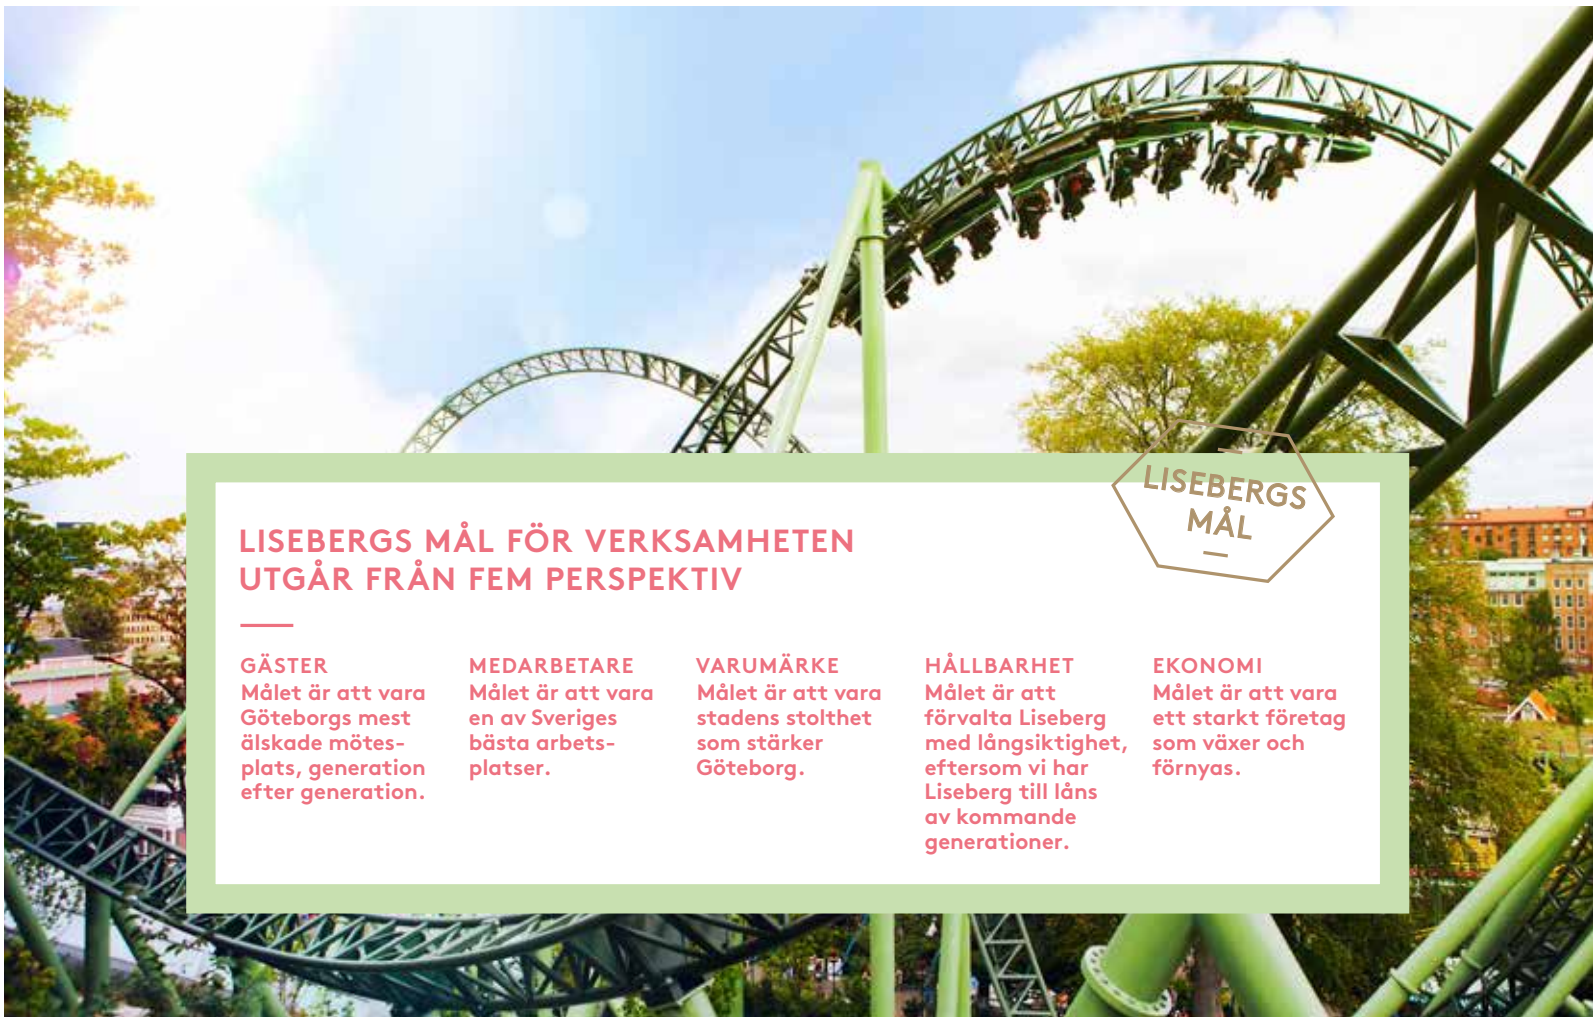 LISEBERGS
MÅL
LISEBERGS MÅL FÖR VERKSAMHETEN
UTGÅR FRÅN FEM PERSPEKTIV
GÄSTER
Målet är att vara
Göteborgs mest
älskade mötes-
plats, generation
efter generation.
MEDARBETARE
Målet är att vara
en av Sveriges
bästa arbets-
platser.
VARUMÄRKE
Målet är att vara
stadens stolthet
som stärker
Göteborg.
HÅLLBARHET
Målet är att
förvalta Liseberg
med långsiktighet,
eftersom vi har
Liseberg till låns
av kommande
generationer.
EKONOMI
Målet är att vara
ett starkt företag
som växer och
förnyas.